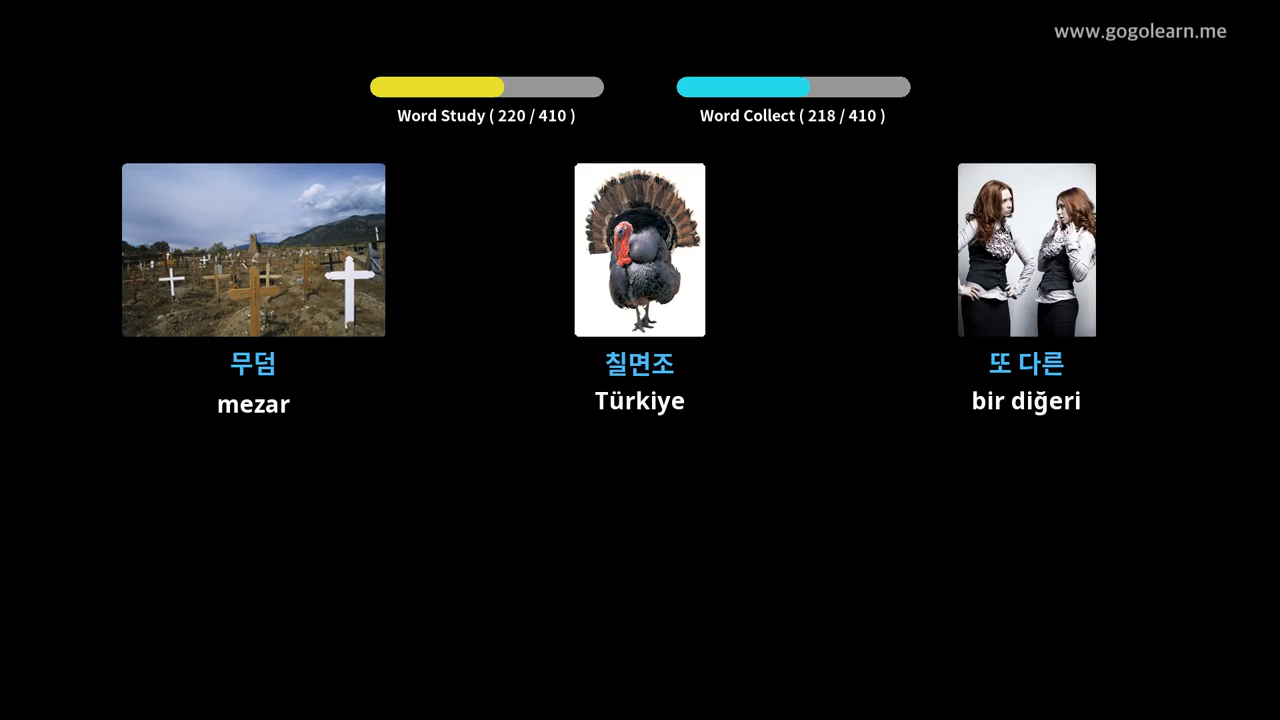 www.gogolearn.me
Word Study ( 220 / 410 )
Word Collect ( 218 / 410 )
무덤
mezar
칠면조
Türkiye
또 다른
bir diğeri